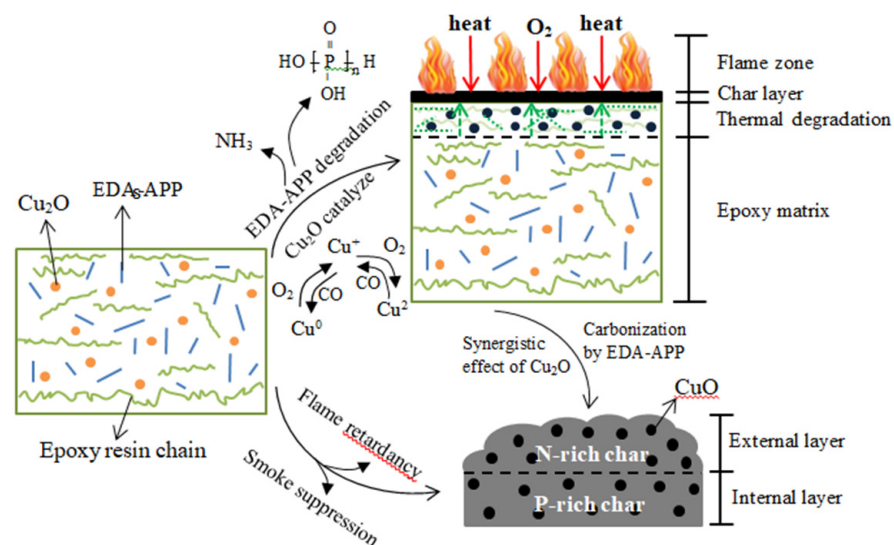 heat
O2
heat
Flame zone
Char layer
Thermal degradation
Epoxy matrix
O
HO
P
n
H
OH
NH3
EDA-APP degradation
Cu2O catalyze
Cu2O
Cu+
O2
O2
CO
CO
Cu0
Cu2
Epoxy resin chain
Synergistic
effect of Cu2O
Carbonization
by EDA-APP
CuO
Flame retardancy
Smoke suppression
N-rich char
P-rich char
External layer
Internal layer